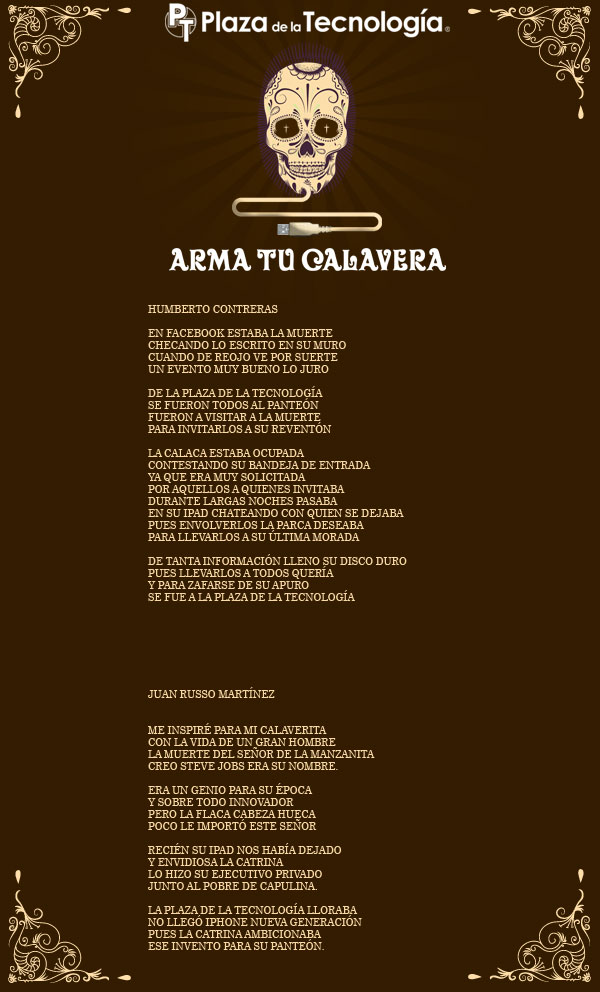 PT Plaza de la Tecnología®
ARMA TU CALAVERA
HUMBERTO CONTRERAS
EN FACEBOOK ESTABA LA MUERTE
CHECANDO LO ESCRITO EN SU MURO
CUANDO DE REOJO VE POR SUERTE
UN EVENTO MUY BUENO LO JURO
DE LA PLAZA DE LA TECNOLOGÍA
SE FUERON TODOS AL PANTEÓN
FUERON A VISITAR A LA MUERTE
PARA INVITARLOS A SU REVENTÓN
LA CALACA ESTABA OCUPADA
CONTESTANDO SU BANDEJA DE ENTRADA
YA QUE ERA MUY SOLICITADA
POR AQUELLOS A QUIENES INVITABA
DURANTE LARGAS NOCHES PASABA
EN SU IPAD CHATEANDO CON QUIEN SE DEJABA
PUES ENVOLVERLOS LA PARCA DESEABA
PARA LLEVARLOS A SU ÚLTIMA MORADA
DE TANTA INFORMACIÓN LLENO SU DISCO DURO
PUES LLEVARLOS A TODOS QUERÍA
Y PARA ZAFARSE DE SU APURO
SE FUE A LA PLAZA DE LA TECNOLOGÍA
JUAN RUSSO MARTÍNEZ
ME INSPIRÉ PARA MI CALAVERITA
CON LA VIDA DE UN GRAN HOMBRE
LA MUERTE DEL SEÑOR DE LA MANZANITA
CREO STEVE JOBS ERA SU NOMBRE.
ERA UN GENIO PARA SU ÉPOCA
Y SOBRE TODO INNOVADOR
PERO LA FLACA CABEZA HUECA
POCO LE IMPORTÓ ESTE SEÑOR
RECIÉN SU IPAD NOS HABÍA DEJADO
Y ENVIDIOSA LA CATRINA
LO HIZO SU EJECUTIVO PRIVADO
JUNTO AL POBRE DE CAPULINA.
LA PLAZA DE LA TECNOLOGÍA LLORABA
NO LLEGÓ IPHONE NUEVA GENERACIÓN
PUES LA CATRINA AMBICIONABA
ESE INVENTO PARA SU PANTEÓN.